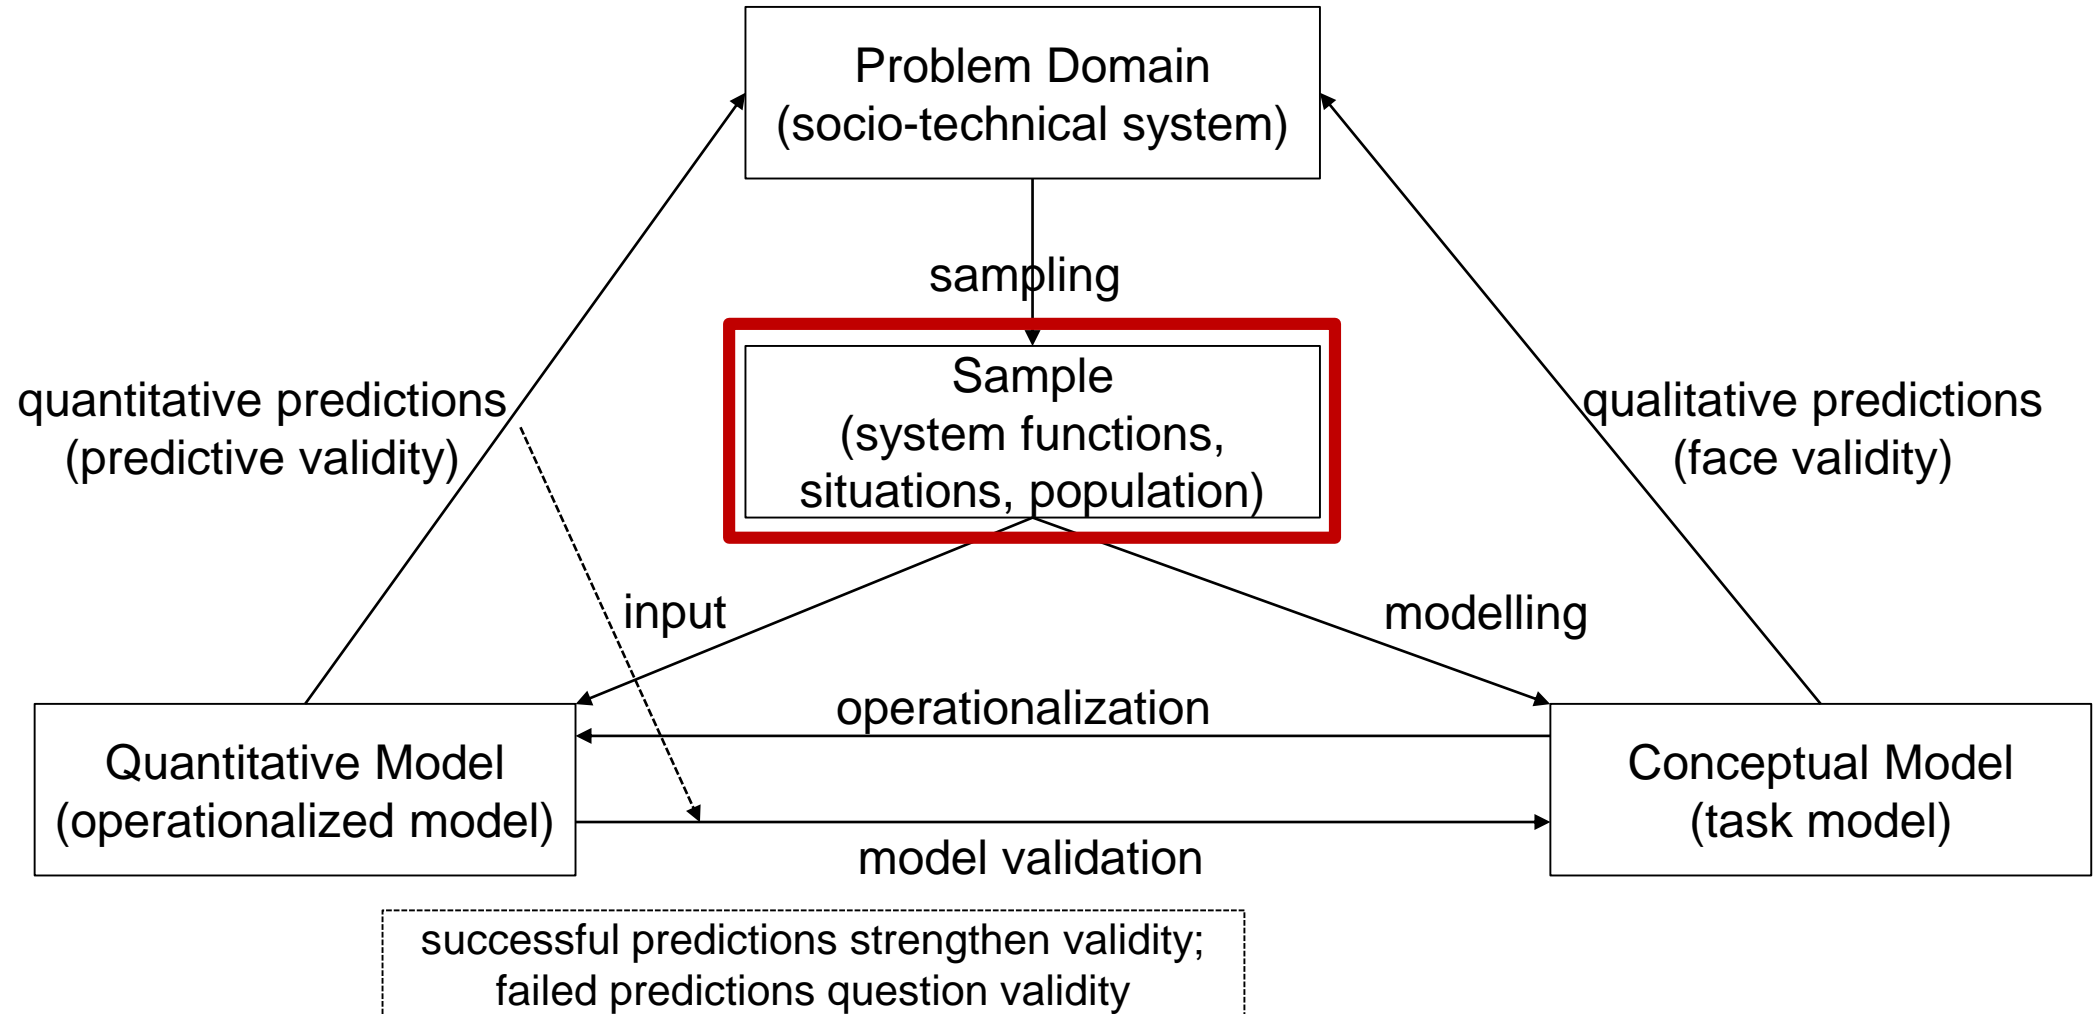 Problem Domain
(socio-technical system)
sampling
Sample
(system functions,
situations, population)
quantitative predictions
(predictive validity)
qualitative predictions
(face validity)
input
modelling
operationalization
Quantitative Model
(operationalized model)
Conceptual Model
(task model)
model validation
successful predictions strengthen validity;
failed predictions question validity